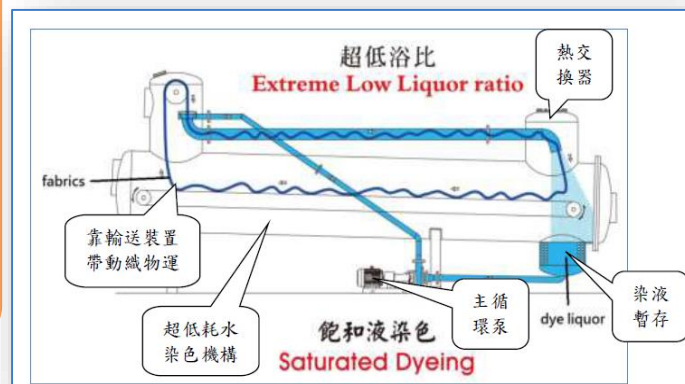 超低浴比
Extreme Low Liquor ratio
熱交
換器
fabrics
靠輸送裝置
帶動織物運
超低耗水
染色機構
主循
環泵
dye liquor
染液
暫存
飽和液染色
Saturated Dyeing